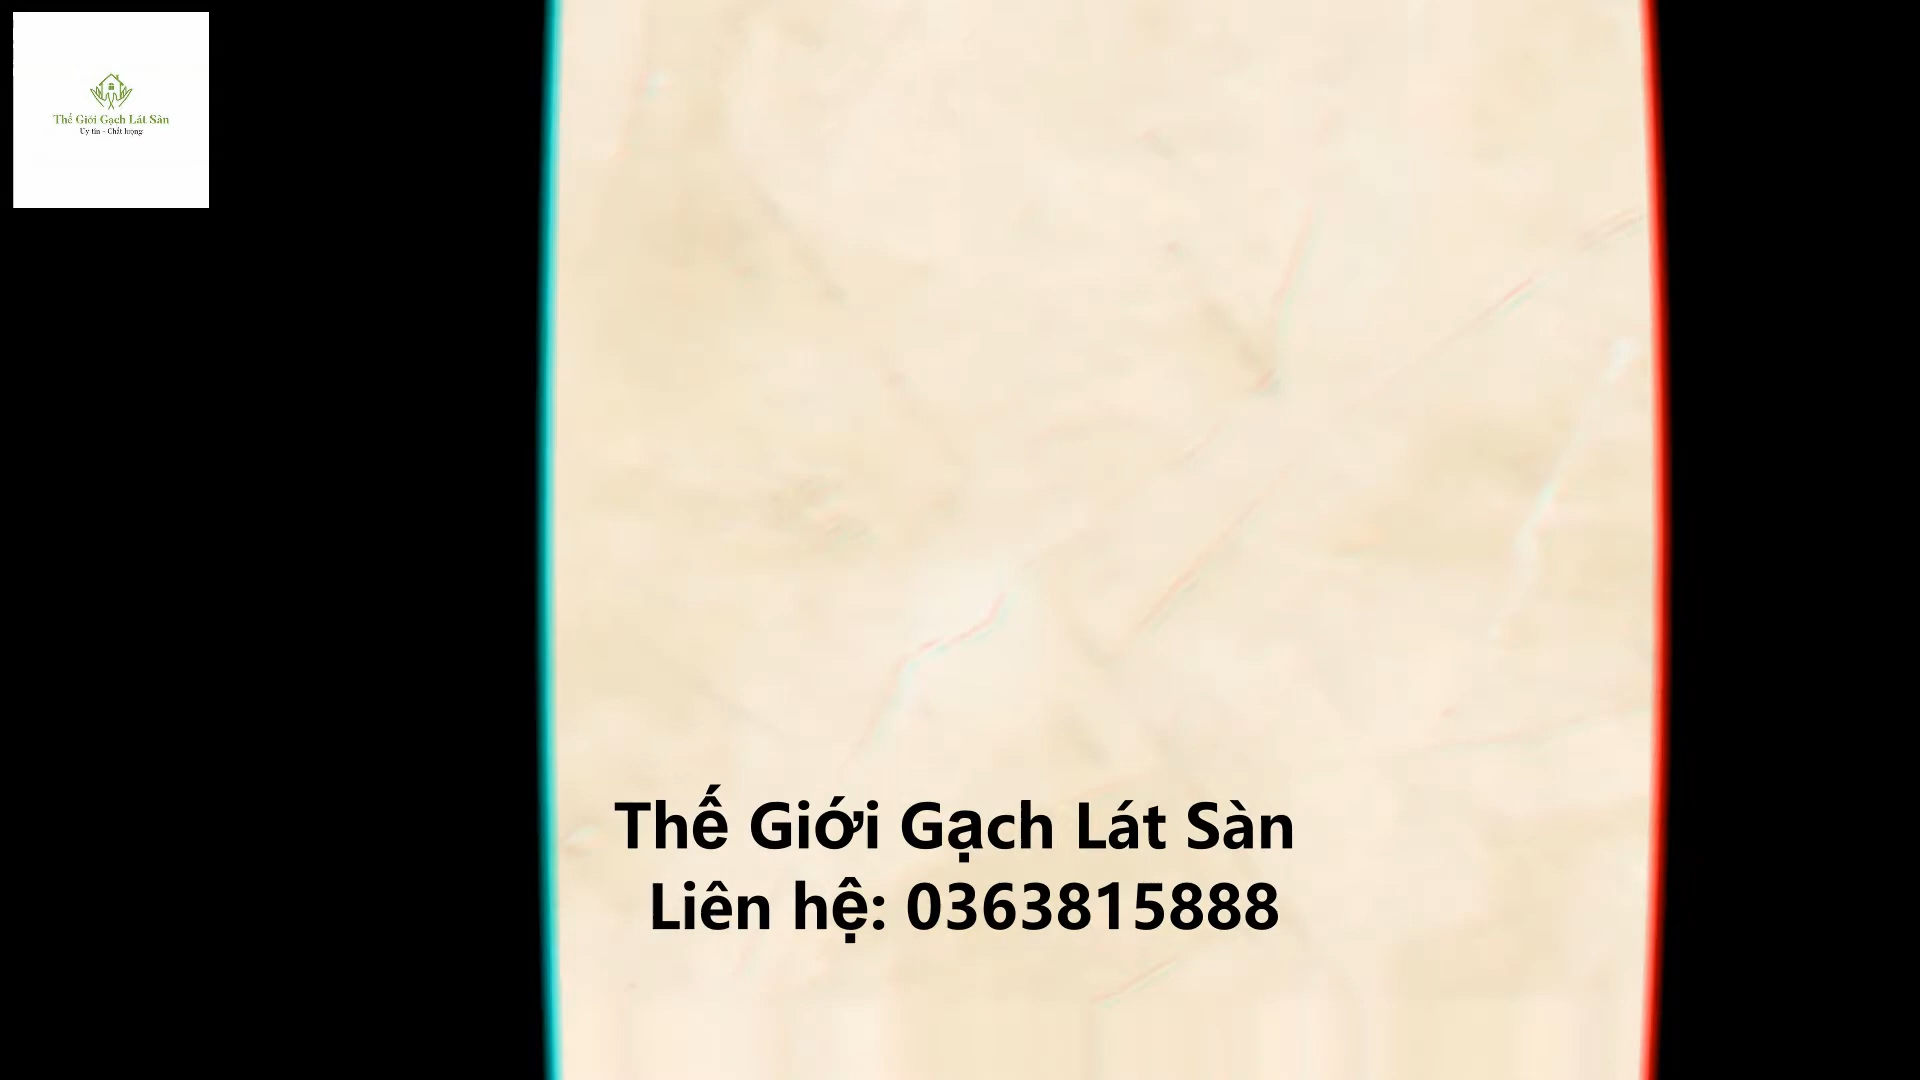 Thế Giới Gạch Lát Sàn
Uy tín - Chất lượng
Thế Giới Gạch Lát Sàn
Liên hệ: 0363815888